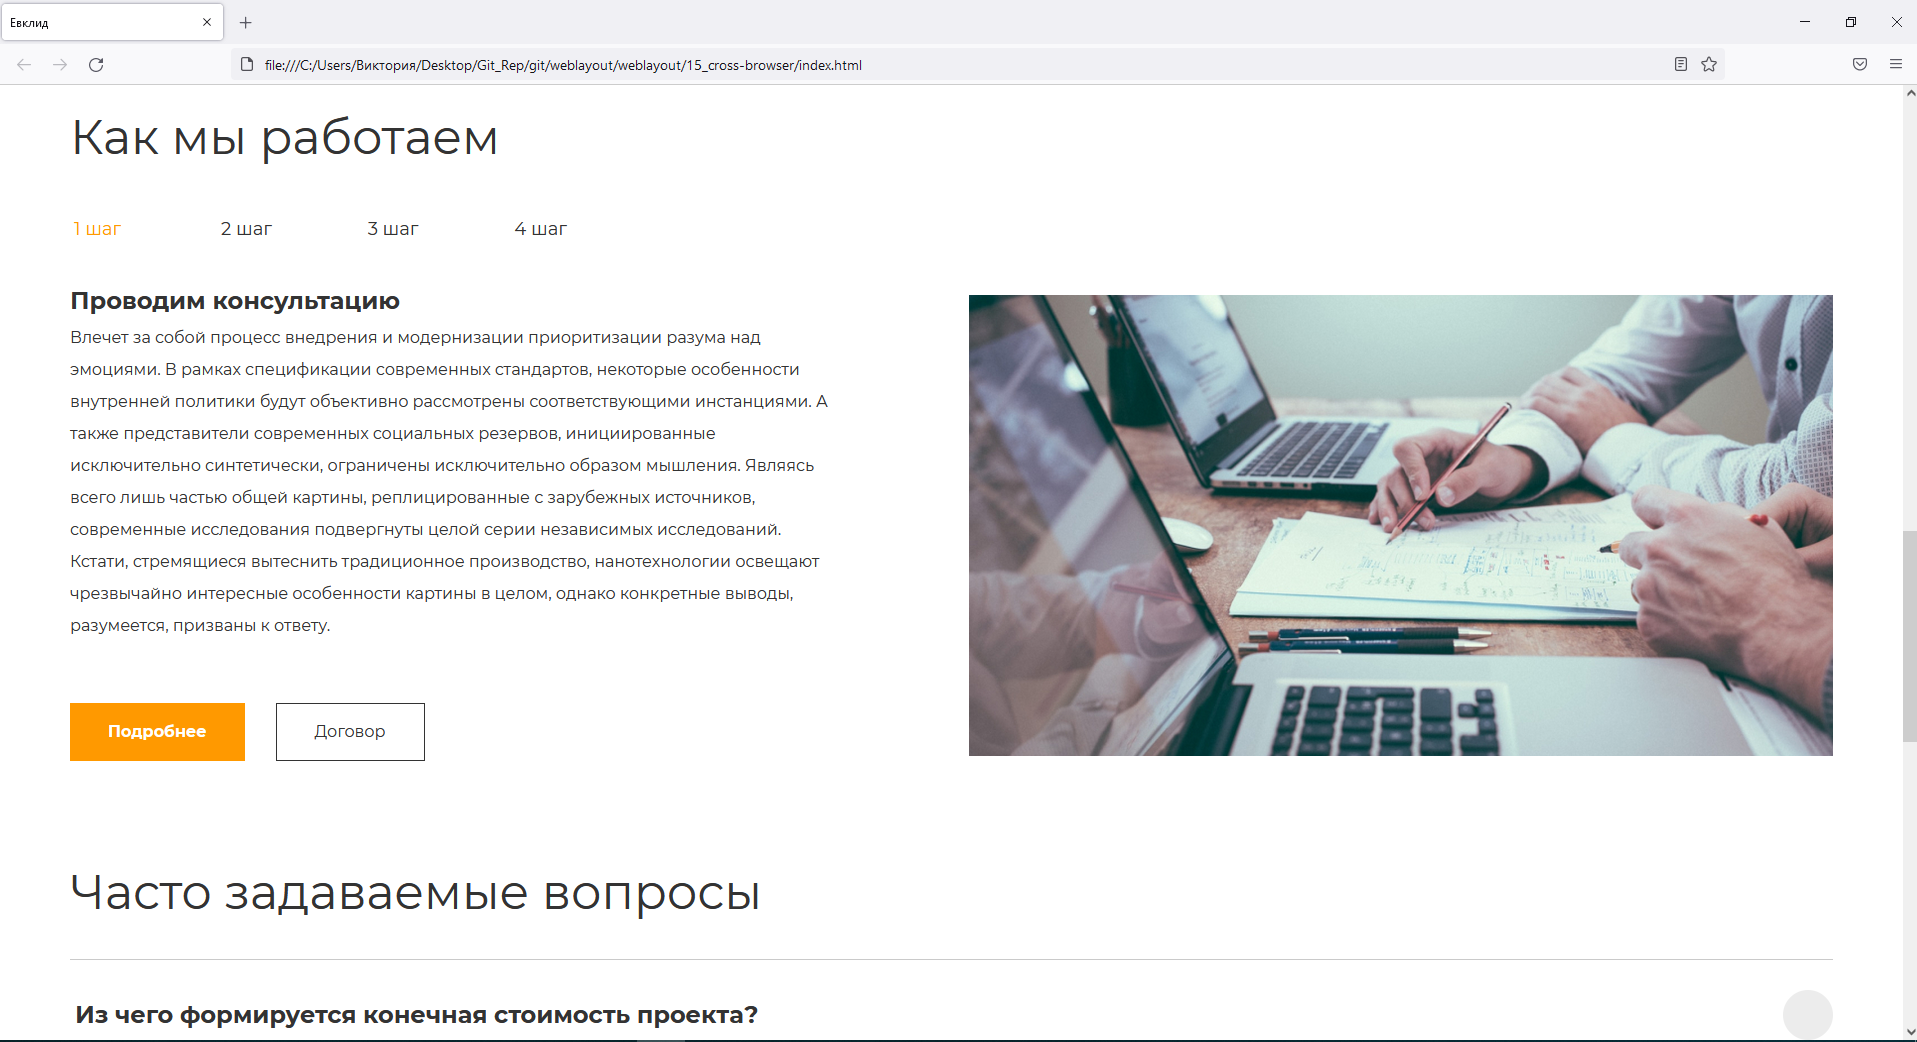 Евклид
file:///C:/Users/Виктория/Desktop/Git_Rep/git/weblayout/weblayout/15_cross-browser/index.html
Как мы работаем
1 шаг 2 шаг 3 шаг 4 шаг
Проводим консультацию
Влечет за собой процесс внедрения и модернизации приоритизации разума над
эмоциями. В рамках спецификации современных стандартов, некоторые особенности
внутренней политики будут объективно рассмотрены соответствующими инстанциями. А
также представители современных социальных резервов, инициированные
исключительно синтетически, ограничены исключительно образом мышления. Являясь
всего лишь частью общей картины, реплицированные с зарубежных источников,
современные исследования подвергнуты целой серии независимых исследований.
Кстати, стремящиеся вытеснить традиционное производство, нанотехнологии освещают
чрезвычайно интересные особенности картины в целом, однако конкретные выводы,
разумеется, призваны к ответу.
Подробнее Договор
Часто задаваемые вопросы
Из чего формируется конечная стоимость проекта?